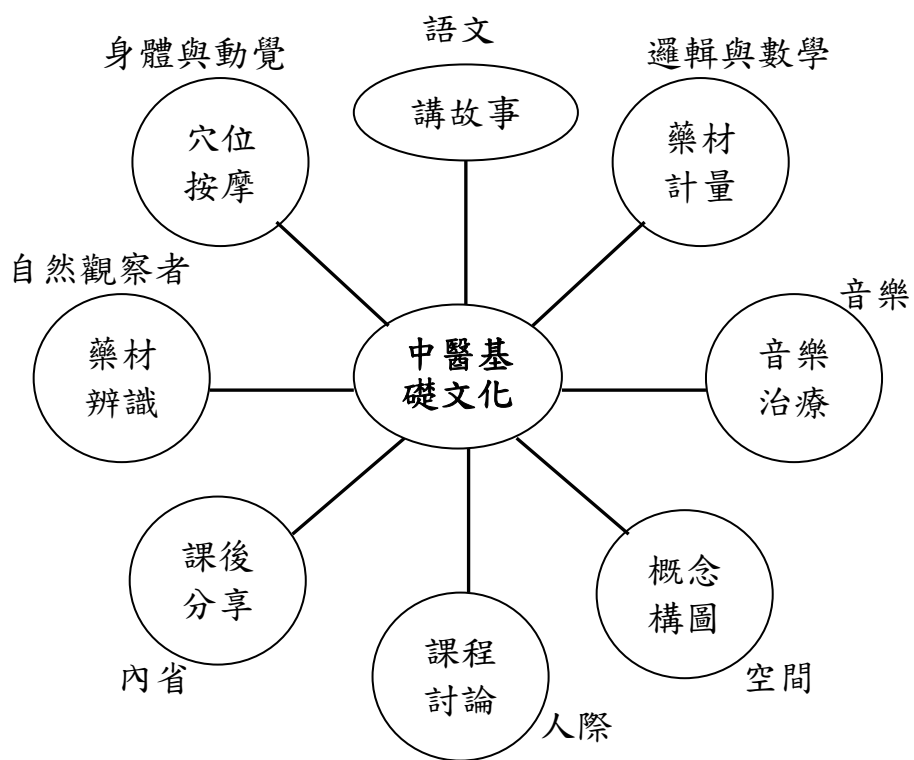 語文
講故事
邏輯與數學
藥材
計量
音樂
音樂
治療
概念
構圖
空間
課程
討論
人際
課後
分享
內省
自然觀察者
藥材
辨識
身體與動覺
穴位
按摩
中醫基
礎文化